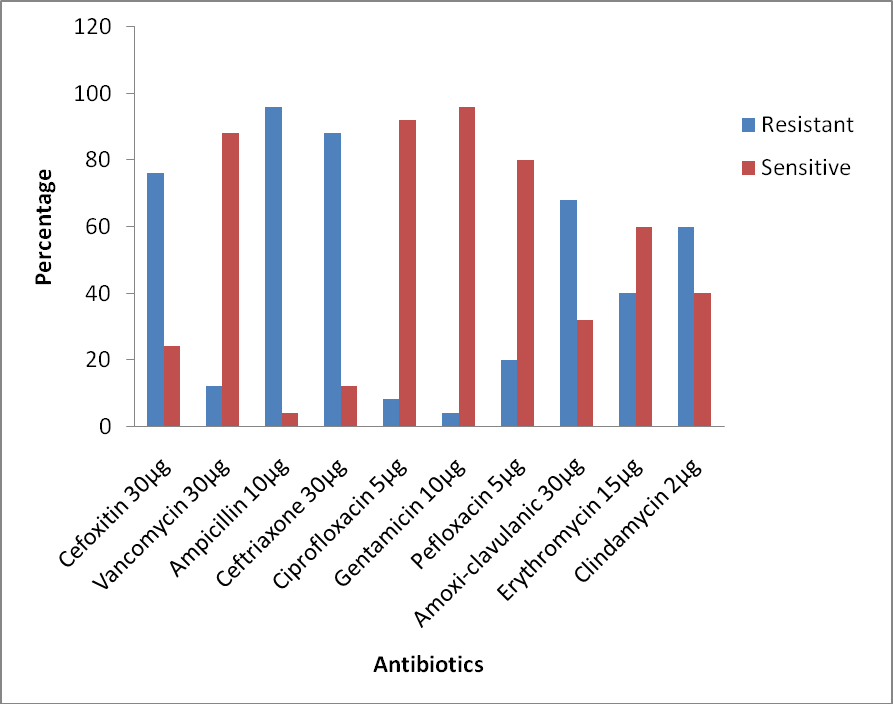 120
100
80
60
40
20
0
Percentage
Resistant
Sensitive
Cefoxitin 30µg
Vancomycin 30µg
Ampicillin 10µg
Ceftriaxone 30µg
Ciprofloxacin 5µg
Gentamicin 10µg
Pefloxacin 5µg
Amoxi-clavulanic 30µg
Erythromycin 15µg
Clindamycin 2µg
Antibiotics